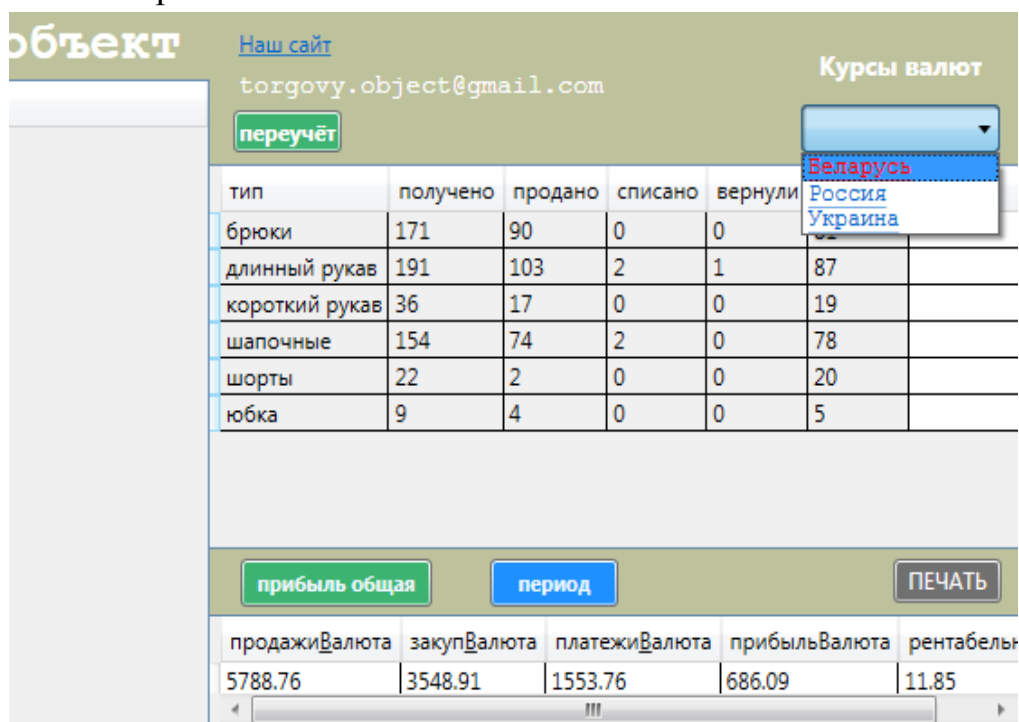 объект
Наш сайт
torgovy.object@gmail.com
Курсы валют
переучёт
Беларусь
Россия
Украина
тип получено продано списано вернули
брюки 171 90 0 0
длинный рукав 191 103 2 1 87
короткий рукав 36 17 0 0 19
шапочные 154 74 2 0 78
шорты 22 2 0 0 20
юбка 9 4 0 0 5
прибыль общая период ПЕЧАТЬ
продажиВалюта закупВалюта платежиВалюта прибыльВалюта рентабельн
5788.76 3548.91 1553.76 686.09 11.85